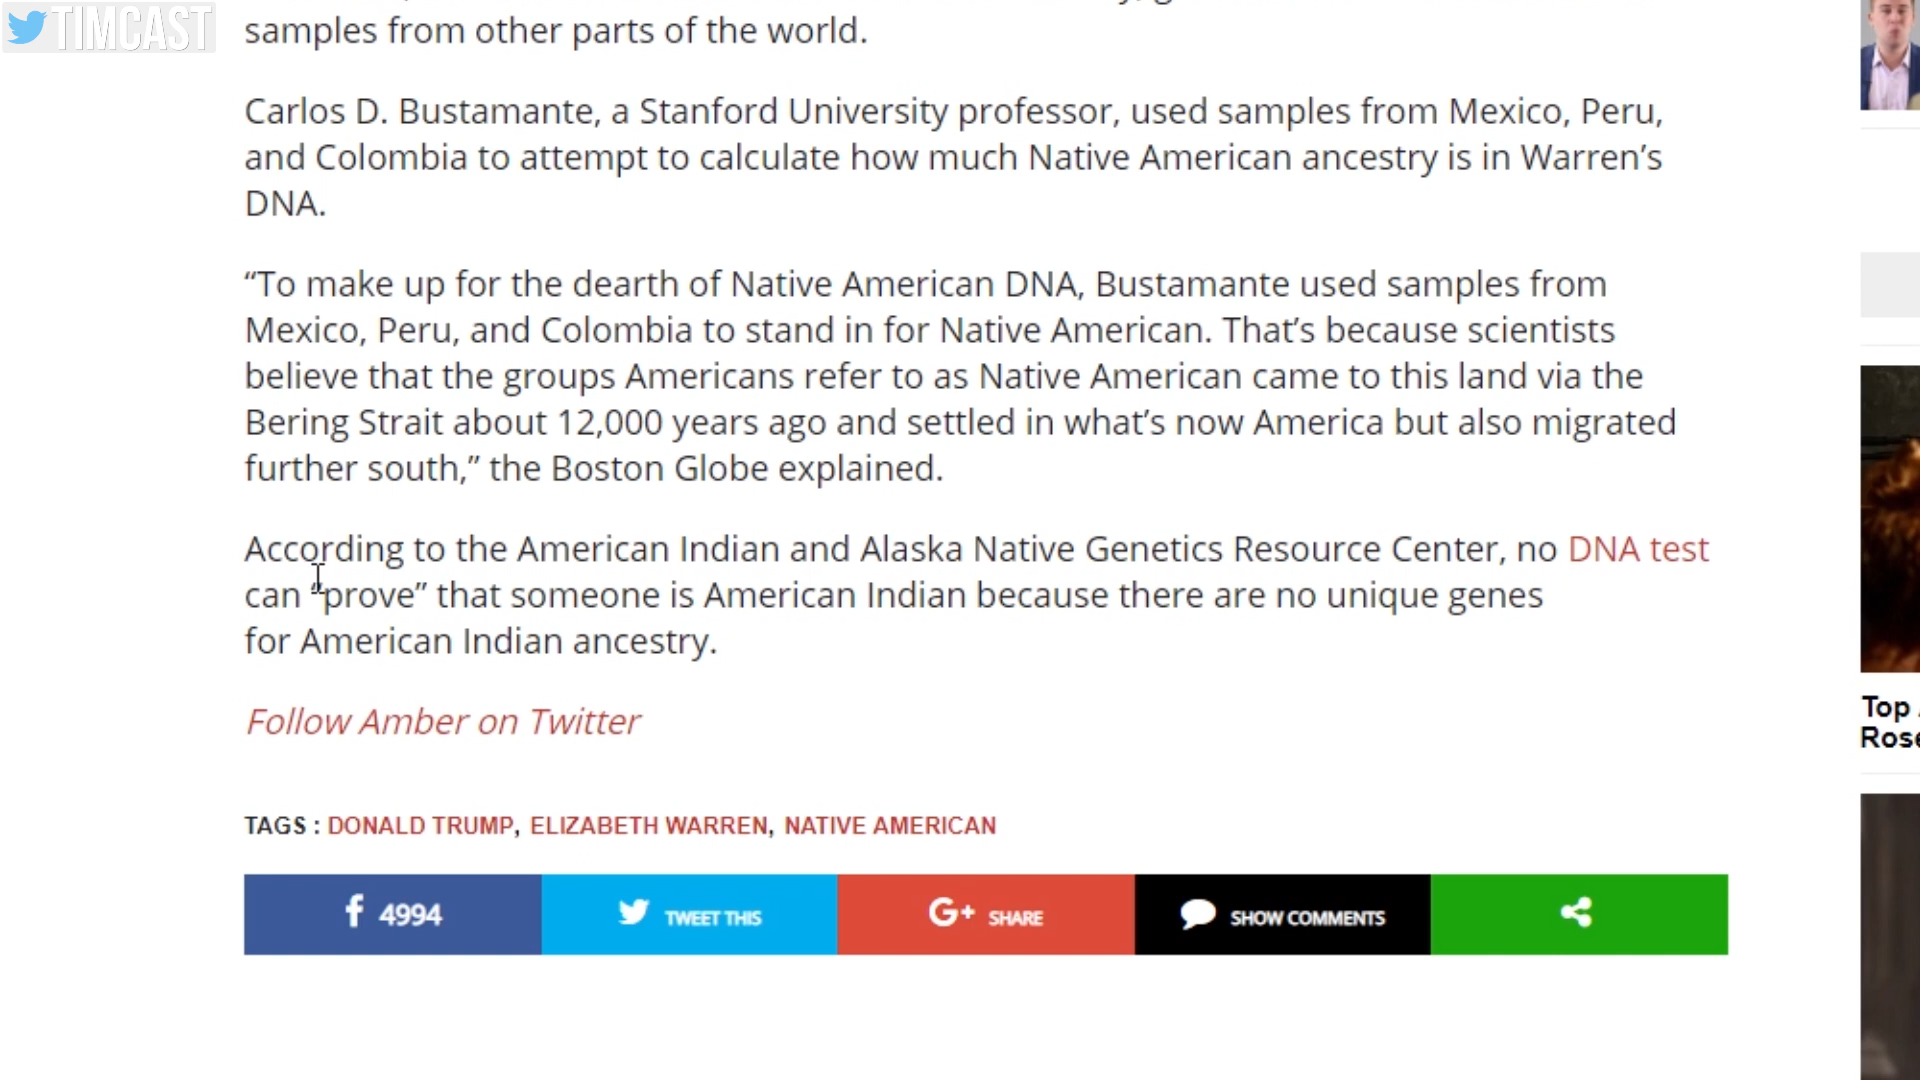 TIMCAST
samples from other parts of the world.
Carlos D. Bustamante, a Stanford University professor, used samples from Mexico, Peru,
and Colombia to attempt to calculate how much Native American ancestry is in Warren’s
DNA.
“To make up for the dearth of Native American DNA, Bustamante used samples from
Mexico, Peru, and Colombia to stand in for Native American. That’s because scientists
believe that the groups Americans refer to as Native American came to this land via the
Bering Strait about 12,000 years ago and settled in what’s now America but also migrated
further south,” the Boston Globe explained.
According to the American Indian and Alaska Native Genetics Resource Center, no DNA test
can “prove” that someone is American Indian because there are no unique genes
for American Indian ancestry.
Follow Amber on Twitter
TAGS : DONALD TRUMP, ELIZABETH WARREN, NATIVE AMERICAN
f 4994
TWEET THIS
G+ SHARE
SHOW COMMENTS
Top
Rose